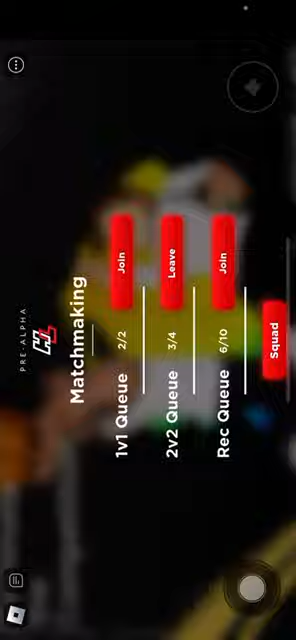 PRE-ALPHA
Matchmaking
1v1 Queue 2/2 Join
2v2 Queue 3/4 Leave
Rec Queue 6/10 Join
Squad